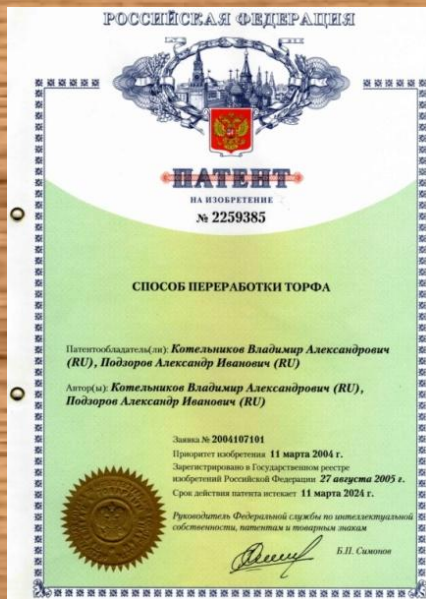 РОССИЙСКАЯ ФЕДЕРАЦИЯ
ПАТЕНТ
НА ИЗОБРЕТЕНИЕ
№ 2259385
СПОСОБ ПЕРЕРАБОТКИ ТОРФА
Патентообладатель(ли): Котельников Владимир Александрович
(RU), Подзоров Александр Иванович (RU)
Автор(ы): Котельников Владимир Александрович (RU),
Подзоров Александр Иванович (RU)
Заявка № 2004107101
Приоритет изобретения 11 марта 2004 г.
Зарегистрировано в Государственном реестре
изобретений Российской Федерации 27 августа 2005 г.
Срок действия патента истекает 11 марта 2024 г.
Руководитель Федеральной службы по интеллектуальной
собственности, патентам и товарным знакам
Б.П. Симонов